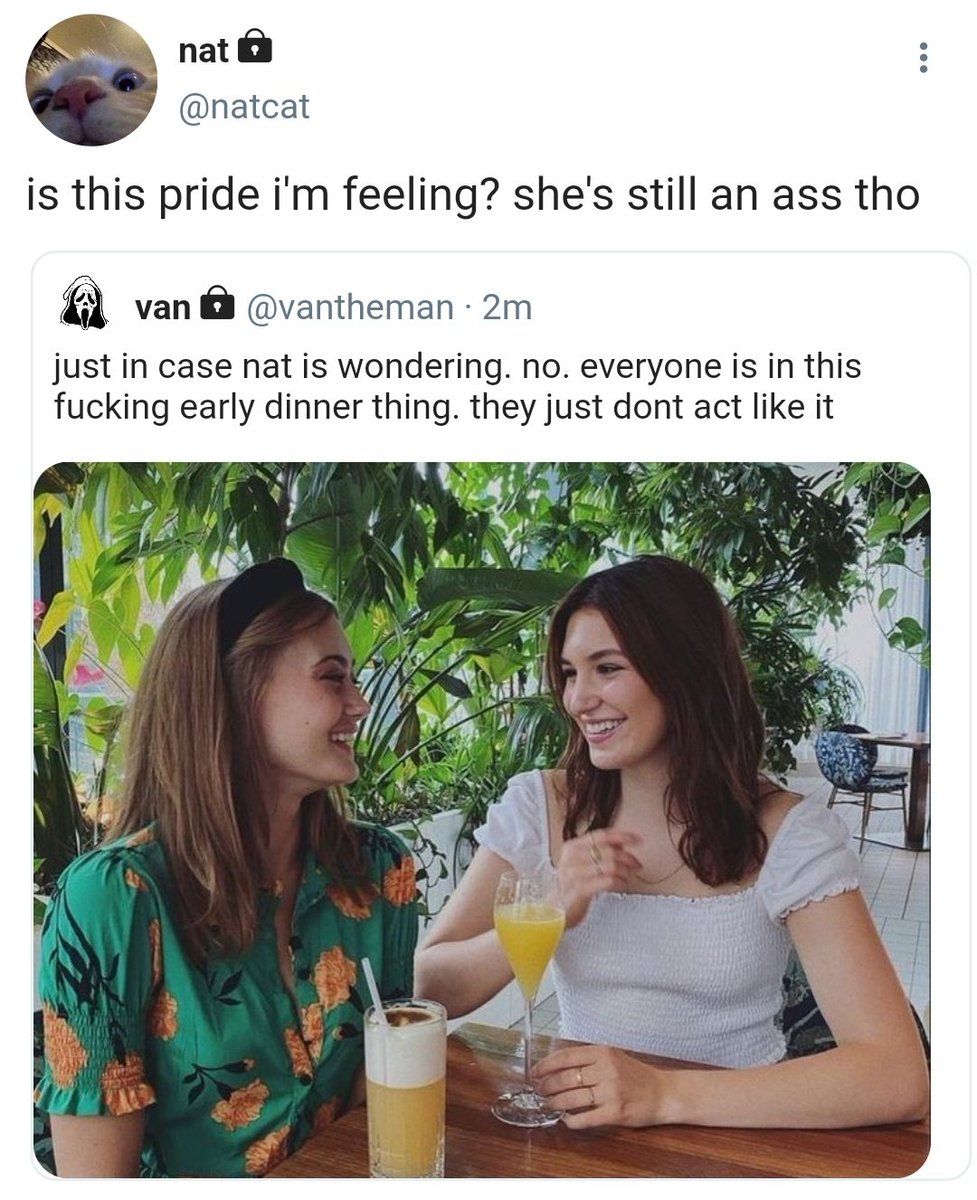 nat
@natcat
is this pride i'm feeling? she's still an ass tho
van @vantheman · 2m
just in case nat is wondering. no. everyone is in this
fucking early dinner thing. they just dont act like it